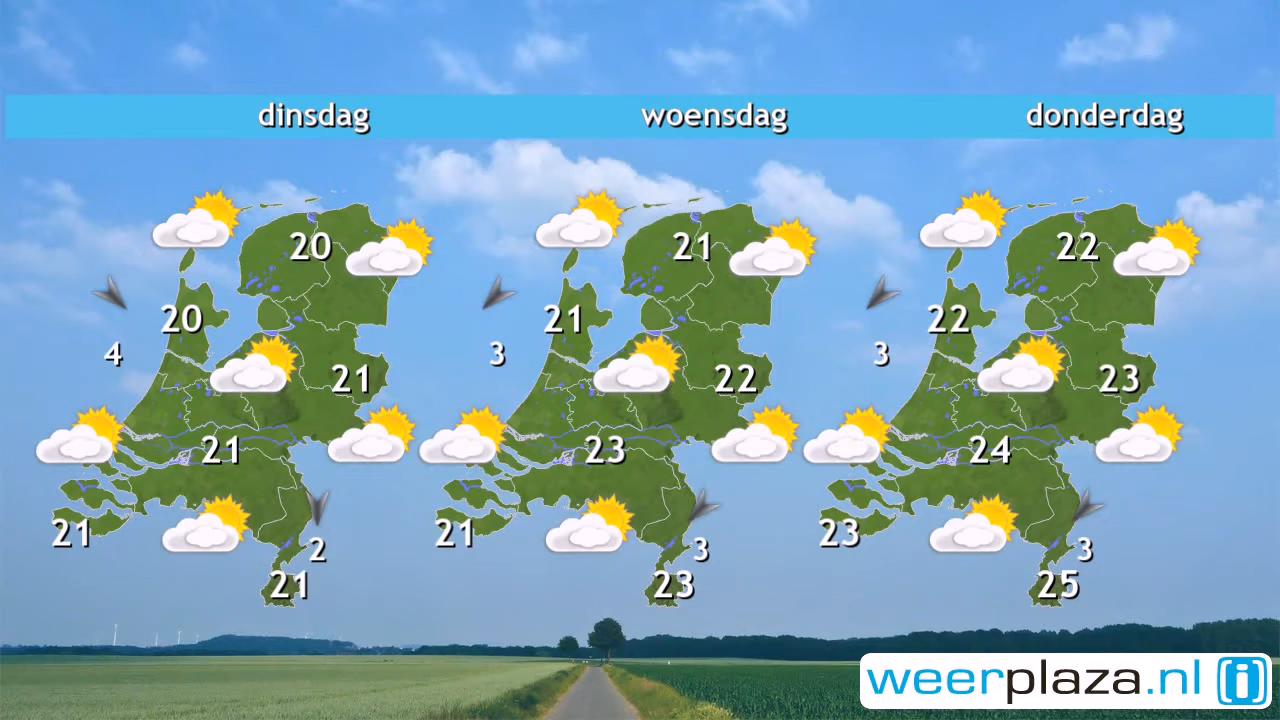 dinsdag woensdag donderdag
20 21 22
20 21 22
4 3 3
21 22 23
21 23 24
21 21 23
2 3 3
21 23 25
weerplaza.nl i